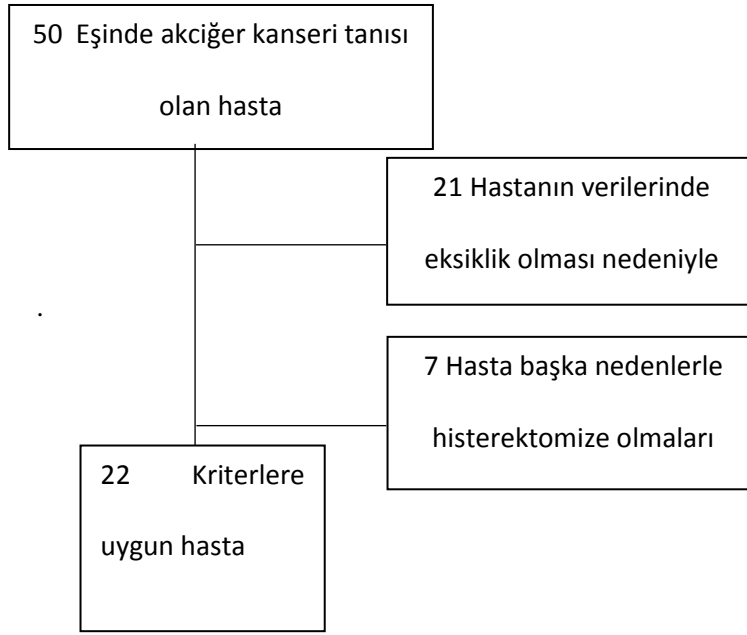 50 Eşinde akciğer kanseri tanısı
olan hasta
21 Hastanın verilerinde
eksiklik olması nedeniyle
.
7 Hasta başka nedenlerle
histerektomize olmaları
22 Kriterlere
uygun hasta